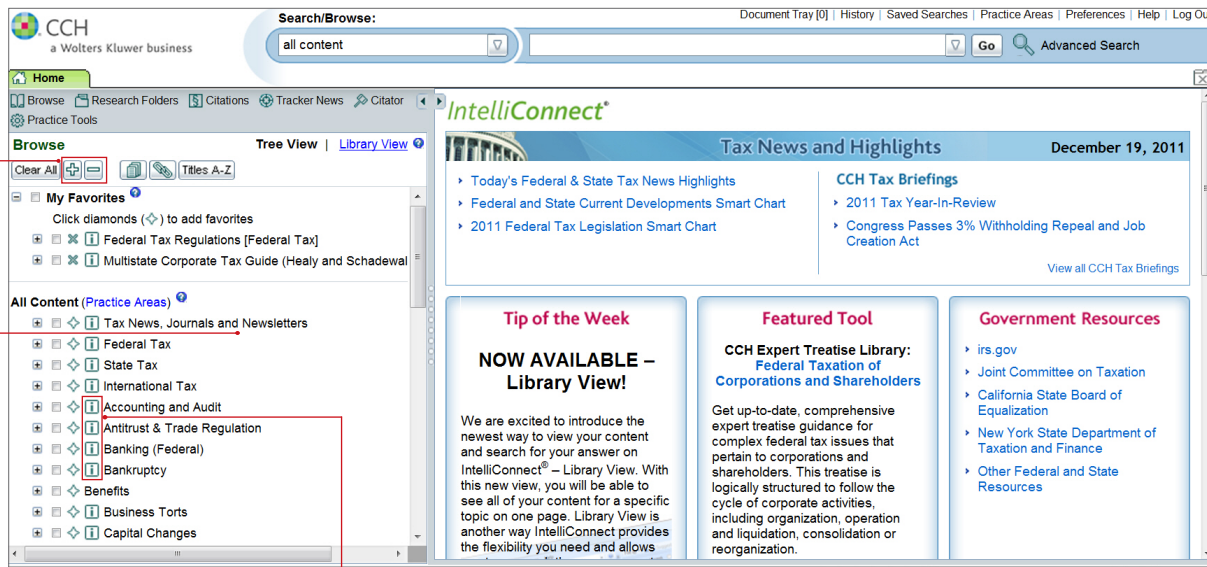 CCH
a Wolters Kluwer business
Search/Browse:
Document Tray [0] | History | Saved Searches | Practice Areas | Preferences | Help | Log Ou
all content
Go
Advanced Search
Home
Browse Research Folders Citations Tracker News Citator
Practice Tools
Browse
Tree View | Library View
Clear All
Titles A-Z
My Favorites
Click diamonds ( ) to add favorites
Federal Tax Regulations [Federal Tax]
Multistate Corporate Tax Guide (Healy and Schadewal
All Content (Practice Areas)
Tax News, Journals and Newsletters
Federal Tax
State Tax
International Tax
Accounting and Audit
Antitrust & Trade Regulation
Banking (Federal)
Bankruptcy
Benefits
Business Torts
Capital Changes
IntelliConnect®
Tax News and Highlights
December 19, 2011
Today's Federal & State Tax News Highlights
Federal and State Current Developments Smart Chart
2011 Federal Tax Legislation Smart Chart
CCH Tax Briefings
2011 Tax Year-In-Review
Congress Passes 3% Withholding Repeal and Job
Creation Act
View all CCH Tax Briefings
Tip of the Week
NOW AVAILABLE –
Library View!
We are excited to introduce the
newest way to view your content
and search for your answer on
IntelliConnect® – Library View. With
this new view, you will be able to
see all of your content for a specific
topic on one page. Library View is
another way IntelliConnect provides
the flexibility you need and allows
Featured Tool
CCH Expert Treatise Library:
Federal Taxation of
Corporations and Shareholders
Get up-to-date, comprehensive
expert treatise guidance for
complex federal tax issues that
pertain to corporations and
shareholders. This treatise is
logically structured to follow the
cycle of corporate activities,
including organization, operation
and liquidation, consolidation or
reorganization.
Government Resources
irs.gov
Joint Committee on Taxation
California State Board of
Equalization
New York State Department of
Taxation and Finance
Other Federal and State
Resources